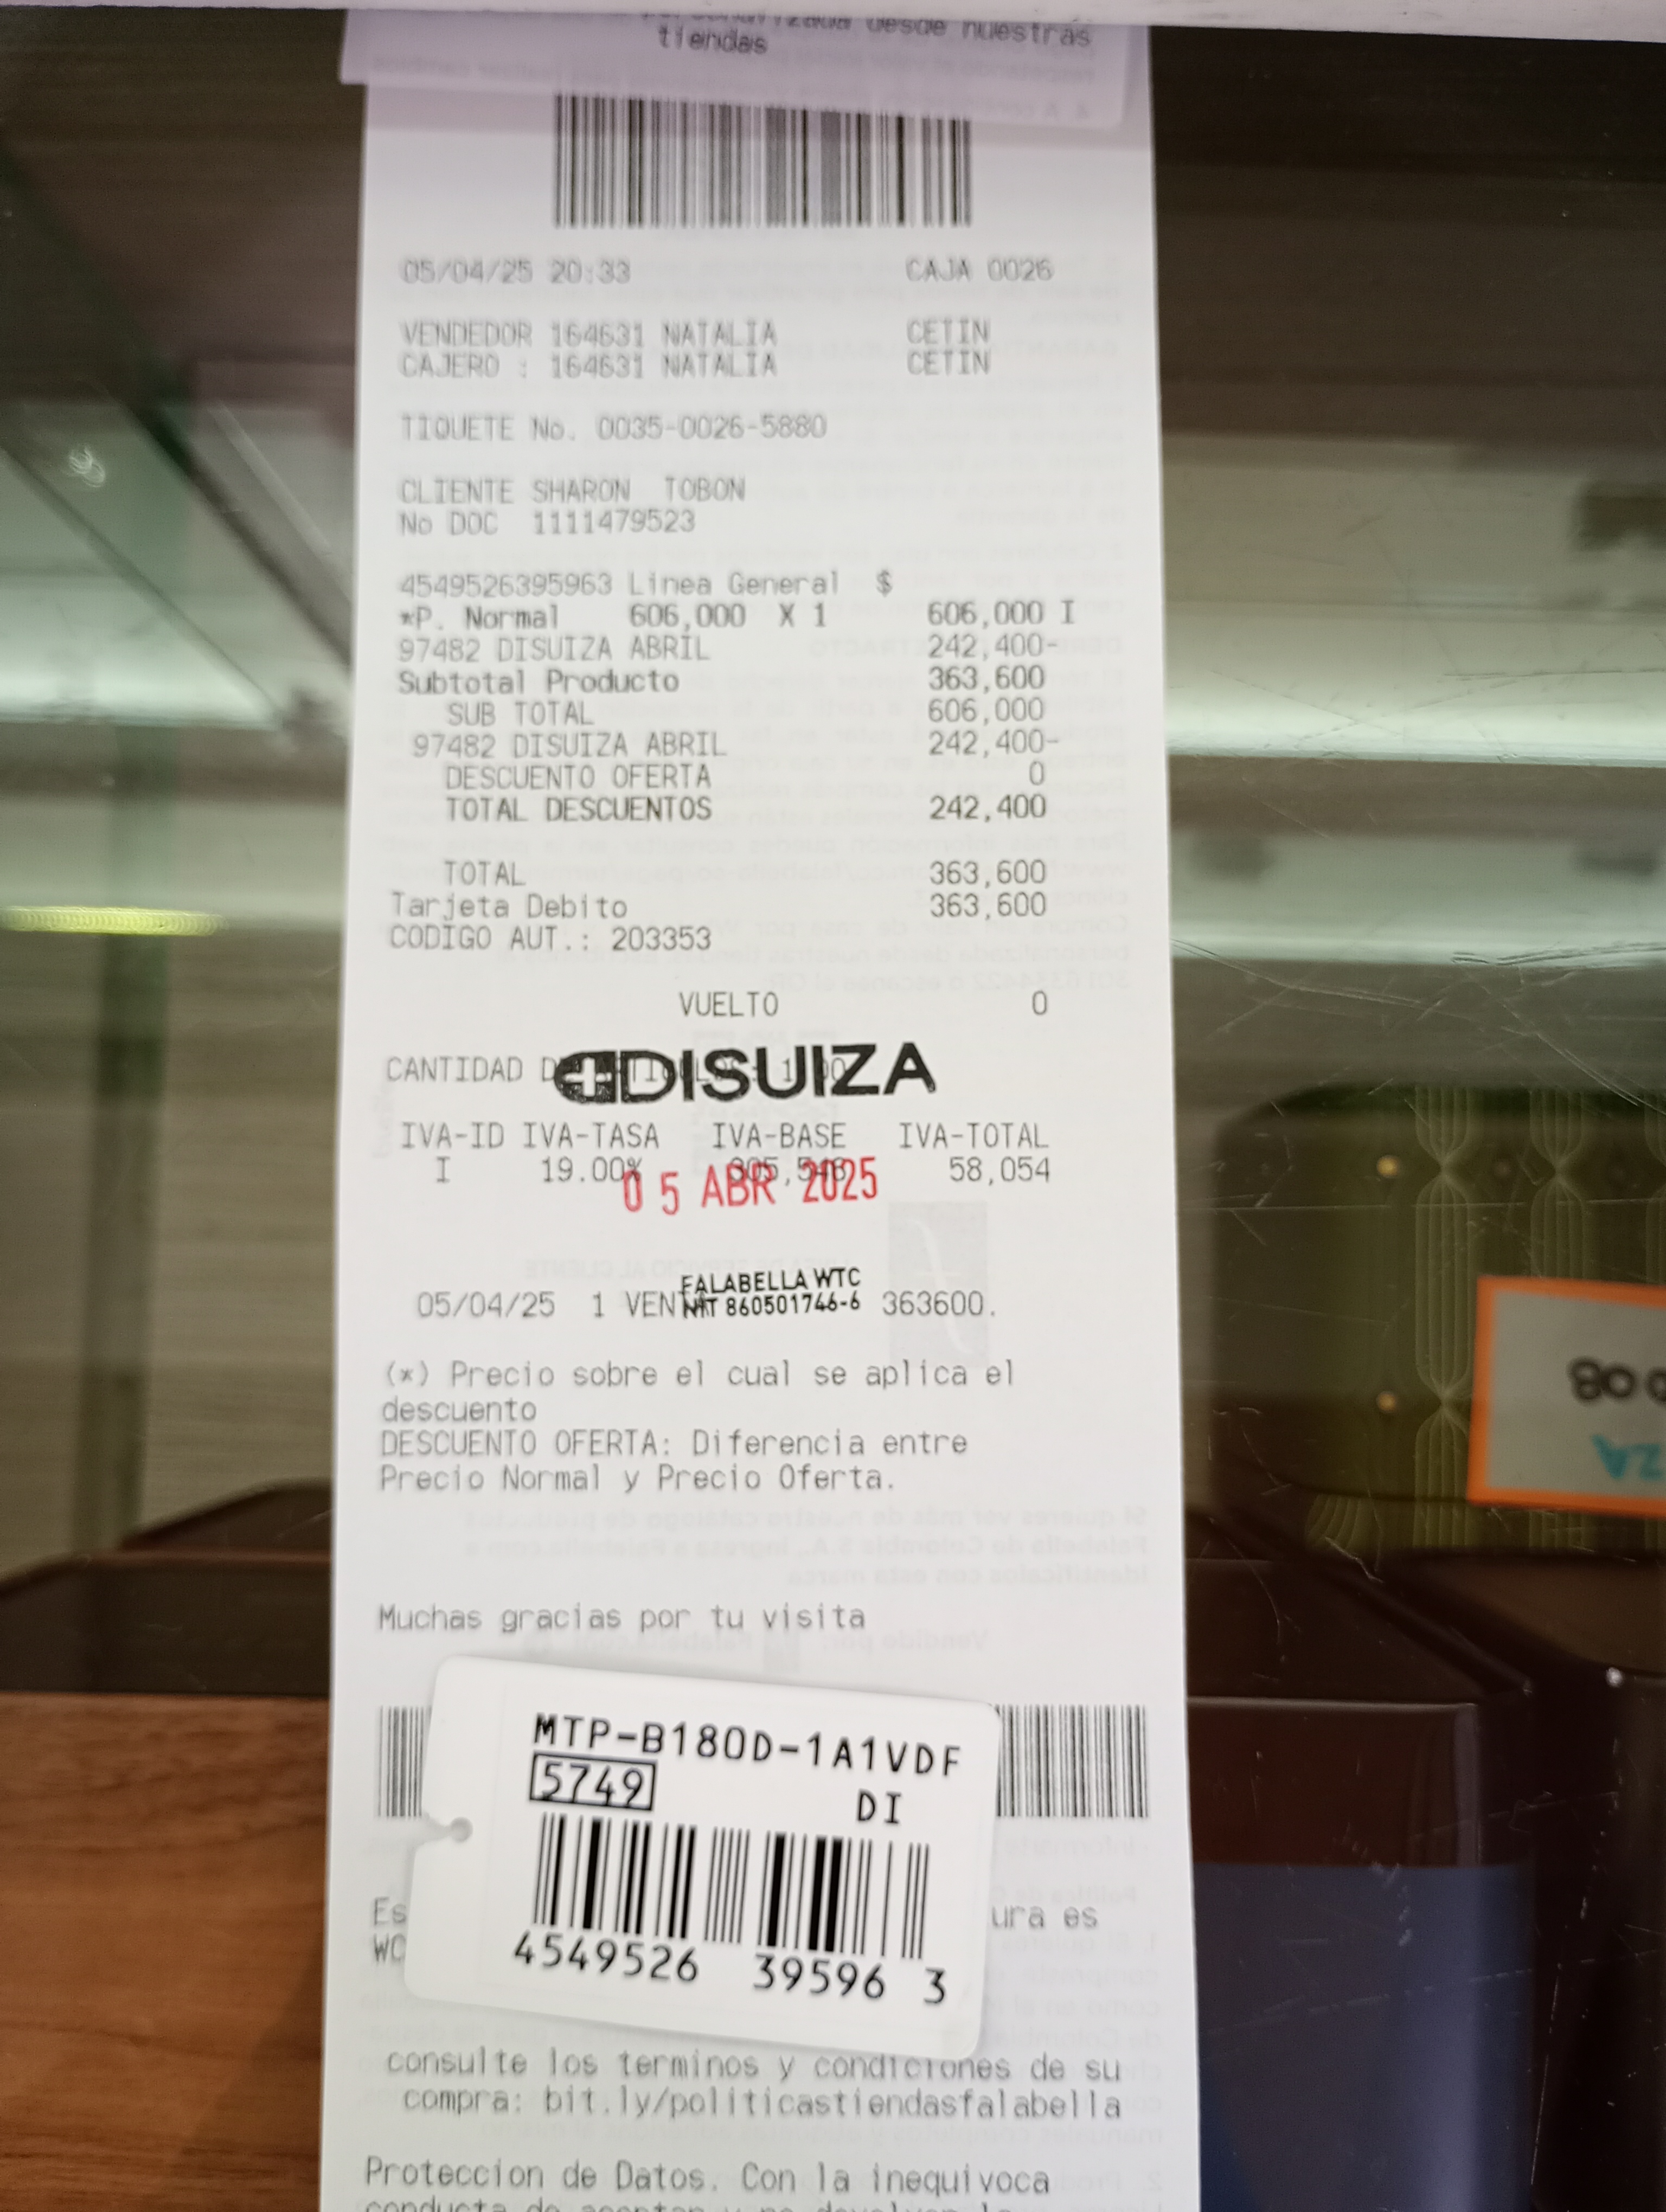 desde nuestras
tiendas
05/04/25 20:33 CAJA 0026
VENDEDOR 164631 NATALIA CETIN
CAJERO : 164631 NATALIA CETIN
TIQUETE No. 0035-0026-5880
CLIENTE SHARON TOBON
No DOC 1111479523
4549526395963 Linea General $
*P. Normal 606,000 X 1 606,000 I
97482 DISUIZA ABRIL 242,400-
Subtotal Producto 363,600
SUB TOTAL 606,000
97482 DISUIZA ABRIL 242,400-
DESCUENTO OFERTA 0
TOTAL DESCUENTOS 242,400
TOTAL 363,600
Tarjeta Debito 363,600
CODIGO AUT.: 203353
VUELTO 0
CANTIDAD
DISUIZA
IVA-ID IVA-TASA IVA-BASE IVA-TOTAL
I 19.00% 58,054
05 ABR 2025
FALABELLA WTC
NIT 860501746-6
05/04/25 1 363600.
(*) Precio sobre el cual se aplica el
descuento
DESCUENTO OFERTA: Diferencia entre
Precio Normal y Precio Oferta.
Muchas gracias por tu visita
MTP-B180D-1A1VDF
5749 DI
4549526 39596 3
es
consulte los terminos y condiciones de su
compra: bit.ly/politicastiendasfalabella
Proteccion de Datos. Con la inequivoca